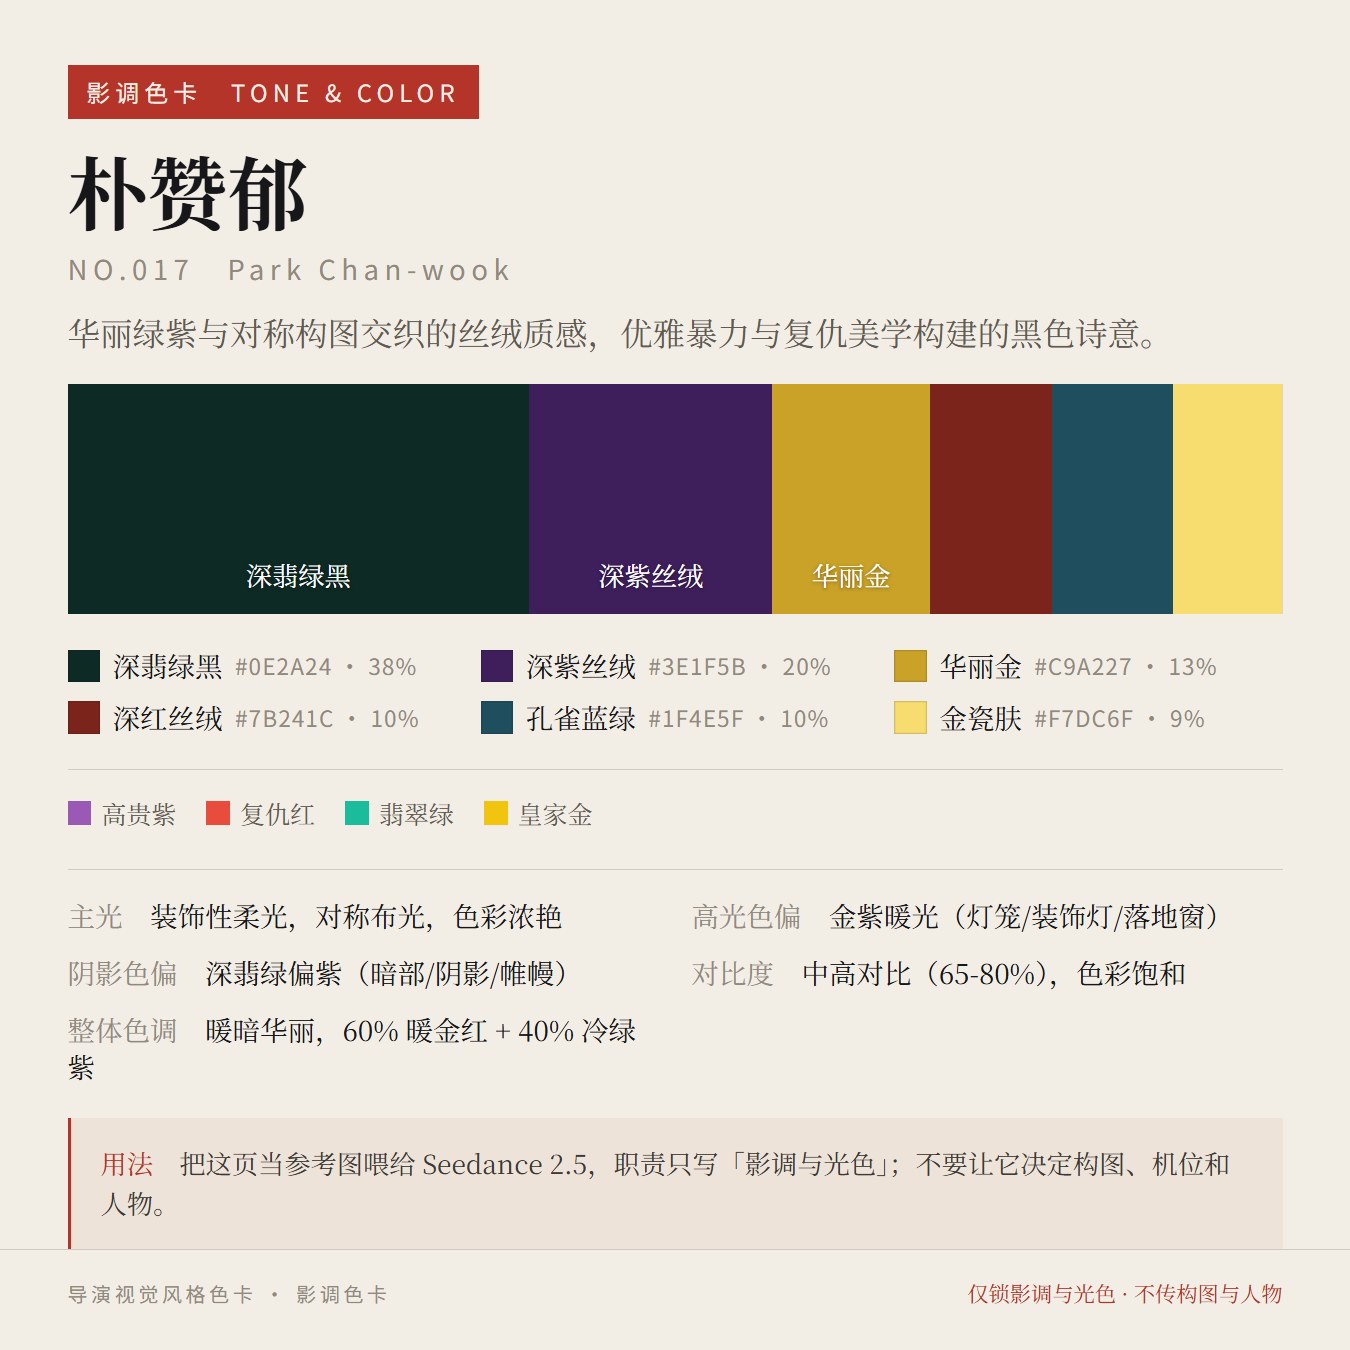 影调色卡 TONE & COLOR
朴赞郁
NO.017 Park Chan-wook
华丽绿紫与对称构图交织的丝绒质感，优雅暴力与复仇美学构建的黑色诗意。
深翡绿黑 深紫丝绒 华丽金
深翡绿黑 #0E2A24 · 38% 深紫丝绒 #3E1F5B · 20% 华丽金 #C9A227 · 13%
深红丝绒 #7B241C · 10% 孔雀蓝绿 #1F4E5F · 10% 金瓷肤 #F7DC6F · 9%
高贵紫 复仇红 翡翠绿 皇家金
主光 装饰性柔光，对称布光，色彩浓艳 高光色偏 金紫暖光（灯笼/装饰灯/落地窗）
阴影色偏 深翡绿偏紫（暗部/阴影/帷幔） 对比度 中高对比（65-80%），色彩饱和
整体色调 暖暗华丽，60% 暖金红 + 40% 冷绿
紫
用法 把这页当参考图喂给 Seedance 2.5，职责只写「影调与光色」；不要让它决定构图、机位和
人物。
导演视觉风格色卡 · 影调色卡 仅锁影调与光色 · 不传构图与人物